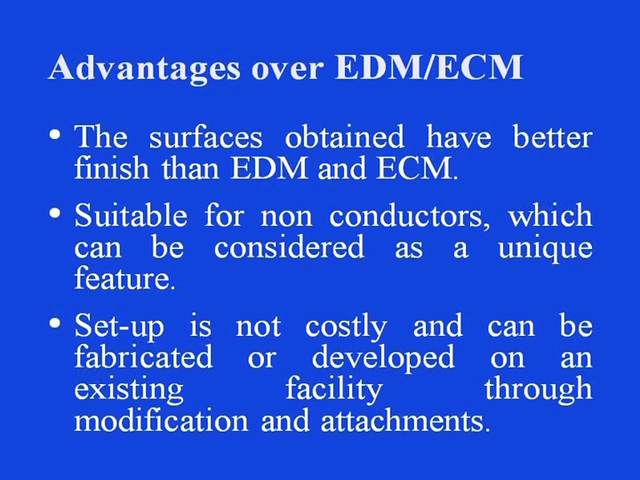 Advantages over EDM/ECM
• The surfaces obtained have better
finish than EDM and ECM.
• Suitable for non conductors, which
can be considered as a unique
feature.
• Set-up is not costly and can be
fabricated or developed on an
existing facility through
modification and attachments.